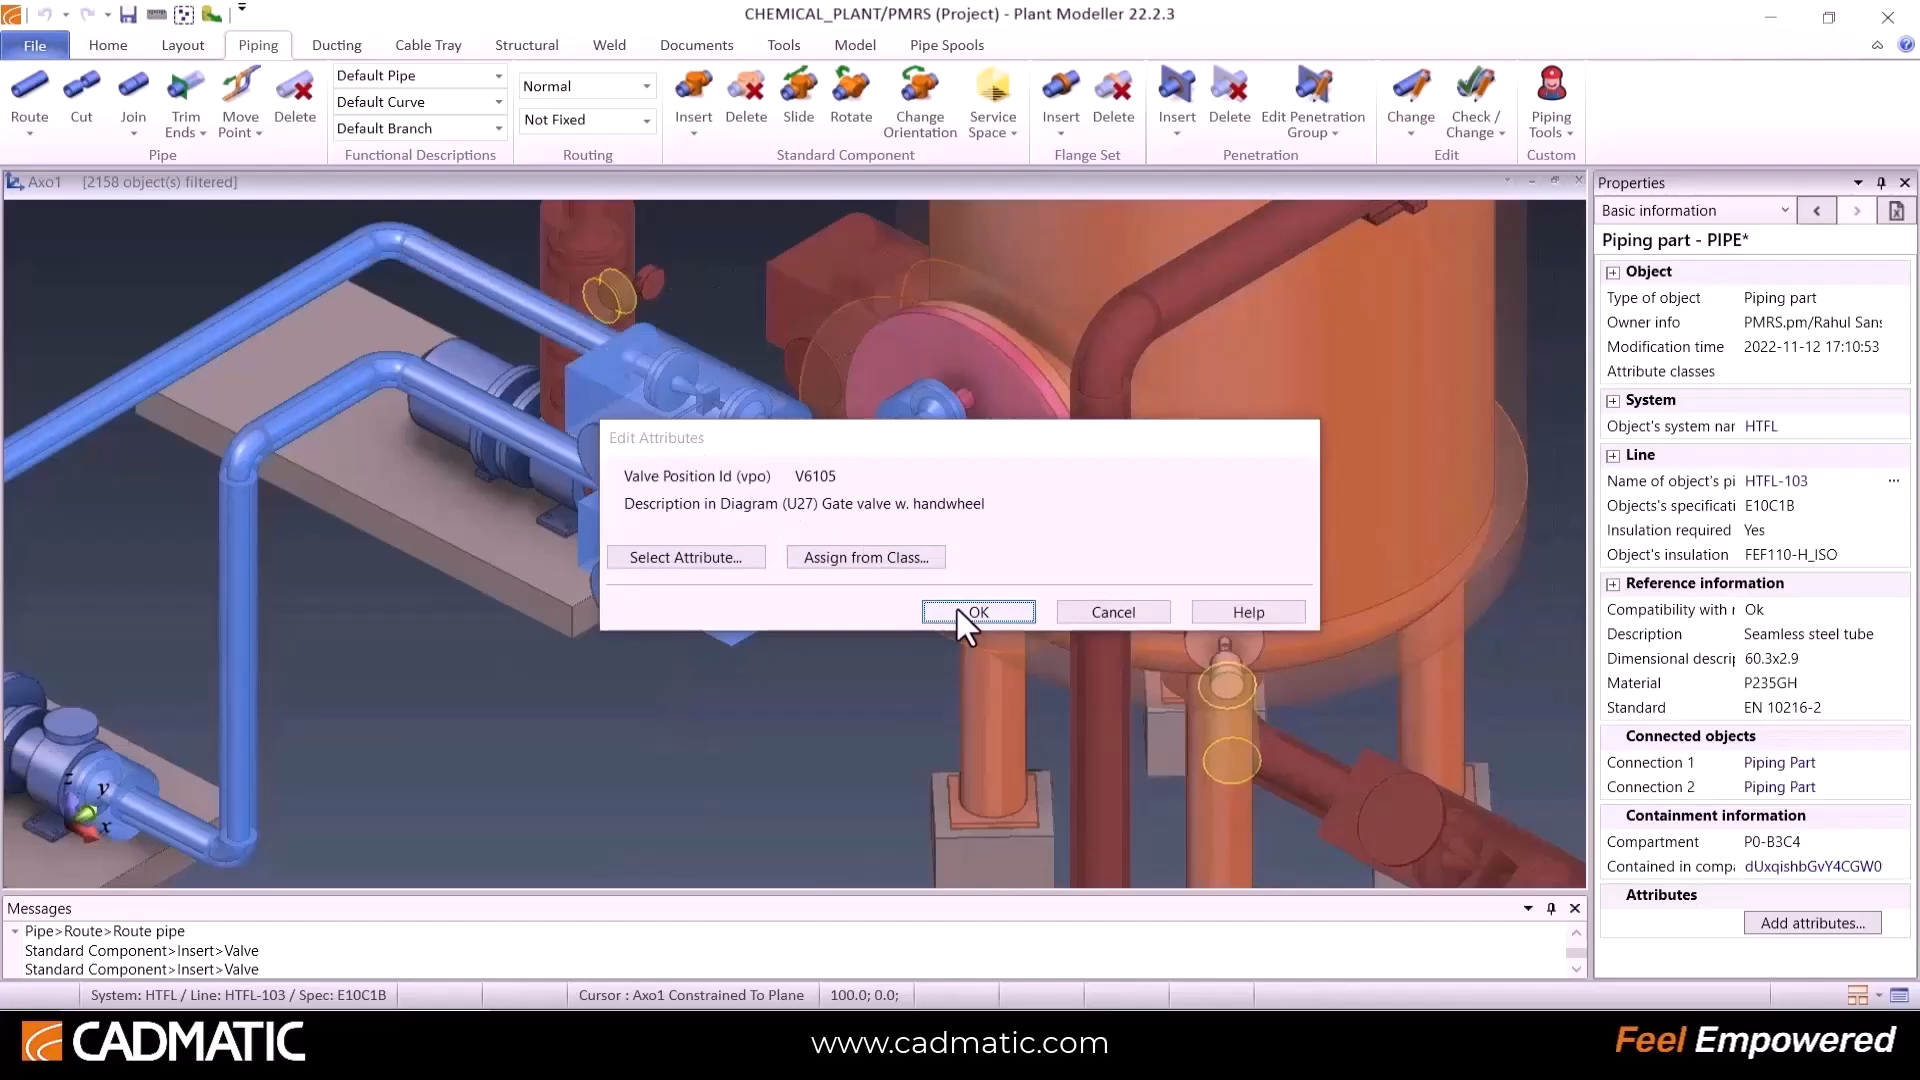 CHEMICAL_PLANT/PMRS (Project) - Plant Modeller 22.2.3
File Home Layout Piping Ducting Cable Tray Structural Weld Documents Tools Model Pipe Spools
Route Cut Join Trim Ends Move Point Delete
Pipe
Default Pipe
Default Curve
Default Branch
Functional Descriptions
Normal
Not Fixed
Routing
Insert Delete Slide Rotate Change Orientation Service Space
Standard Component
Insert Delete
Flange Set
Insert Delete Edit Penetration Group
Penetration
Change Check / Change
Edit
Piping Tools
Custom
Axo1 [2158 object(s) filtered]
z
y
x
Edit Attributes
Valve Position Id (vpo) V6105
Description in Diagram (U27) Gate valve w. handwheel
Select Attribute... Assign from Class...
OK Cancel Help
Properties
Basic information
Piping part - PIPE*
Object
Type of object Piping part
Owner info PMRS.pm/Rahul Sans
Modification time 2022-11-12 17:10:53
Attribute classes
System
Object's system nar HTFL
Line
Name of object's pi HTFL-103 ...
Objects's specificati E10C1B
Insulation required Yes
Object's insulation FEF110-H_ISO
Reference information
Compatibility with r Ok
Description Seamless steel tube
Dimensional descrip 60.3x2.9
Material P235GH
Standard EN 10216-2
Connected objects
Connection 1 Piping Part
Connection 2 Piping Part
Containment information
Compartment P0-B3C4
Contained in compa dUxqishbGvY4CGW0
Attributes
Add attributes...
Messages
Pipe>Route>Route pipe
Standard Component>Insert>Valve
Standard Component>Insert>Valve
System: HTFL / Line: HTFL-103 / Spec: E10C1B Cursor : Axo1 Constrained To Plane 100.0; 0.0;
CADMATIC www.cadmatic.com Feel Empowered